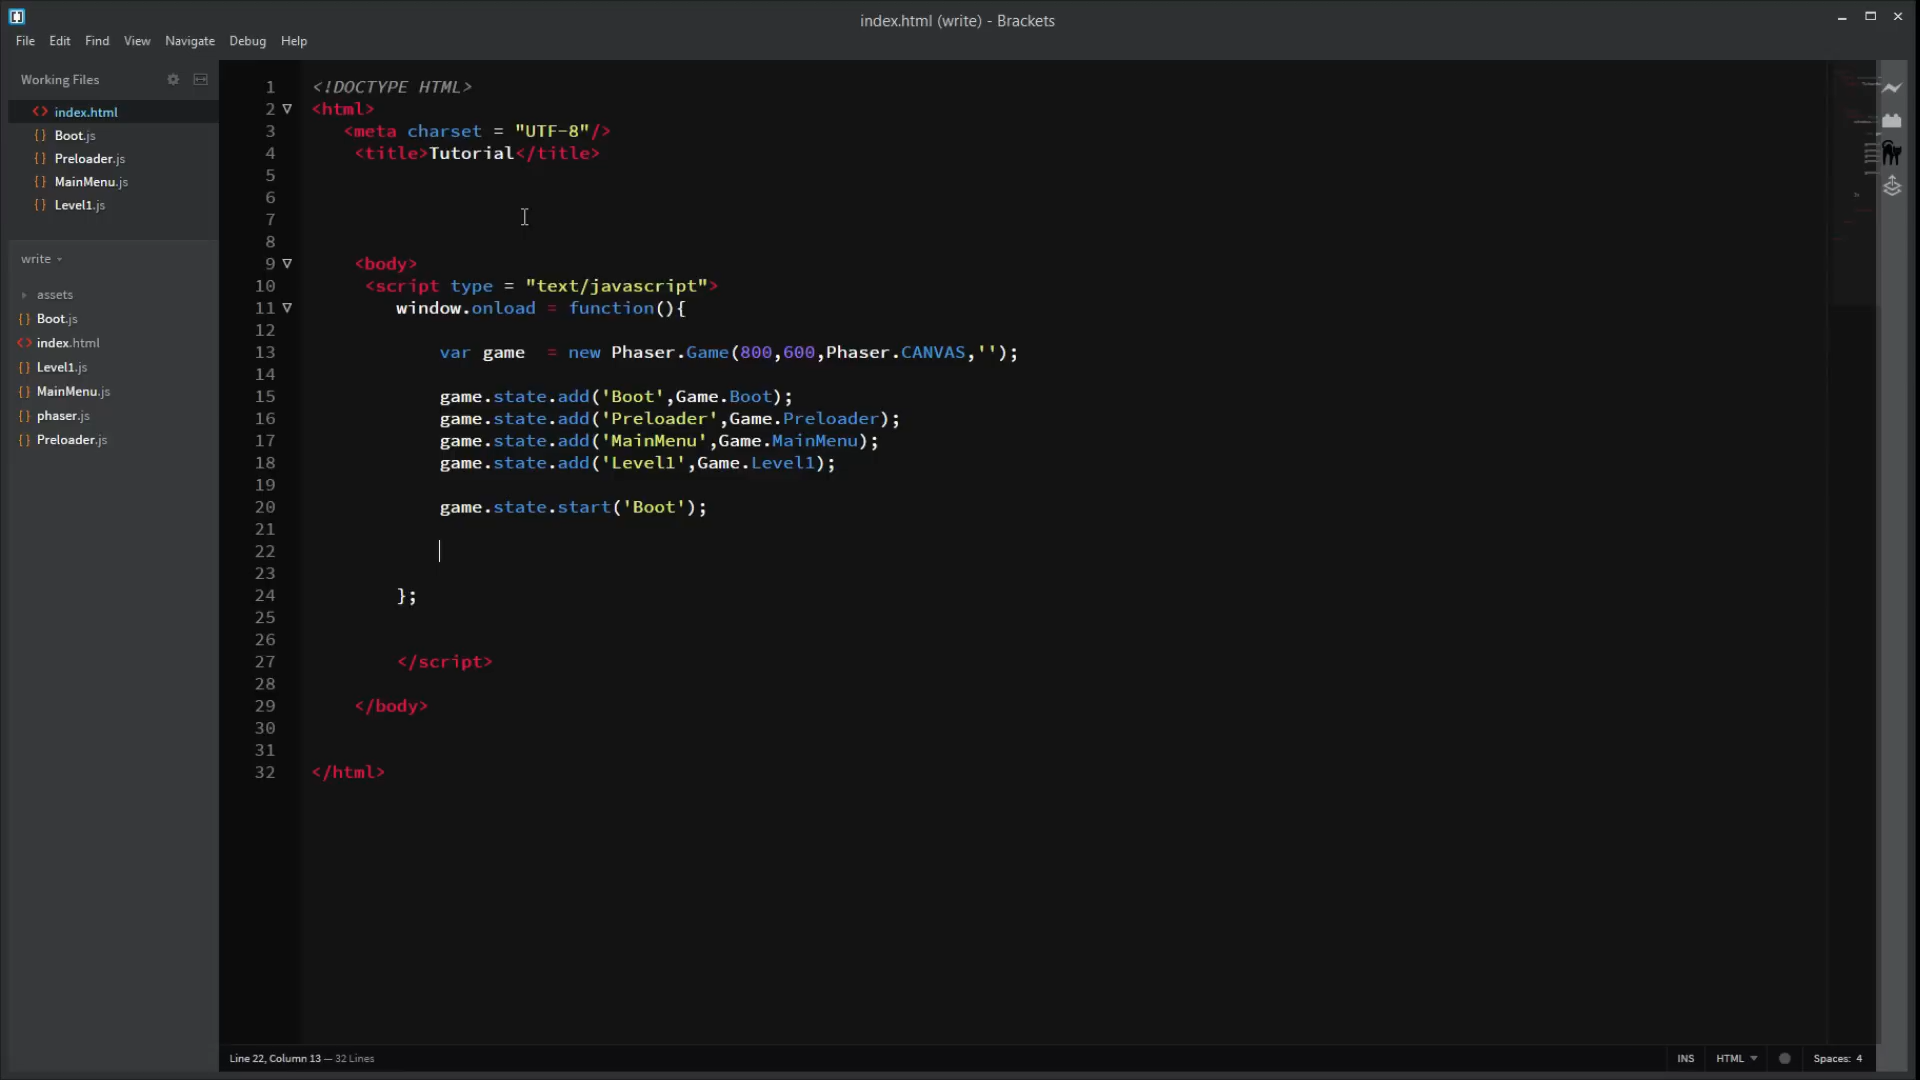 index.html (write) - Brackets
File Edit Find View Navigate Debug Help
Working Files
index.html
Boot.js
Preloader.js
MainMenu.js
Level1.js
write
assets
Boot.js
index.html
Level1.js
MainMenu.js
phaser.js
Preloader.js
1 <!DOCTYPE HTML>
2 <html>
3 <meta charset = "UTF-8"/>
4 <title>Tutorial</title>
5
6
7
8
9 <body>
10 <script type = "text/javascript">
11 window.onload = function(){
12
13 var game  = new Phaser.Game(800,600,Phaser.CANVAS,'');
14
15 game.state.add('Boot',Game.Boot);
16 game.state.add('Preloader',Game.Preloader);
17 game.state.add('MainMenu',Game.MainMenu);
18 game.state.add('Level1',Game.Level1);
19
20 game.state.start('Boot');
21
22
23
24 };
25
26
27 </script>
28
29 </body>
30
31
32 </html>
Line 22, Column 13 — 32 Lines
INS HTML Spaces: 4